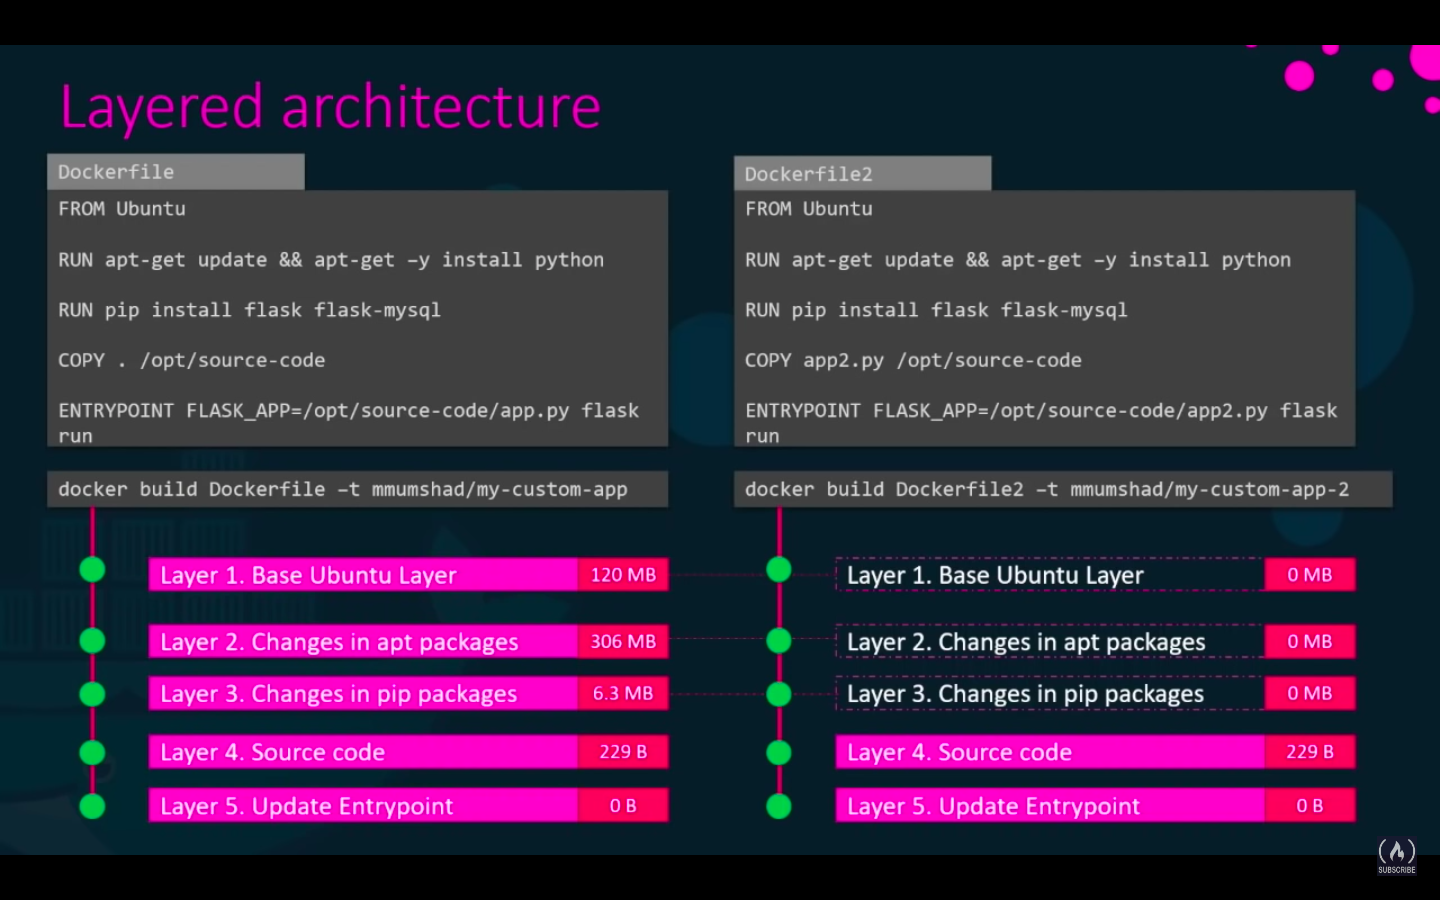 Layered architecture
Dockerfile
FROM Ubuntu
RUN apt-get update && apt-get –y install python
RUN pip install flask flask-mysql
COPY . /opt/source-code
ENTRYPOINT FLASK_APP=/opt/source-code/app.py flask
run
docker build Dockerfile –t mmumshad/my-custom-app
Layer 1. Base Ubuntu Layer 120 MB
Layer 2. Changes in apt packages 306 MB
Layer 3. Changes in pip packages 6.3 MB
Layer 4. Source code 229 B
Layer 5. Update Entrypoint 0 B
Dockerfile2
FROM Ubuntu
RUN apt-get update && apt-get –y install python
RUN pip install flask flask-mysql
COPY app2.py /opt/source-code
ENTRYPOINT FLASK_APP=/opt/source-code/app2.py flask
run
docker build Dockerfile2 –t mmumshad/my-custom-app-2
Layer 1. Base Ubuntu Layer 0 MB
Layer 2. Changes in apt packages 0 MB
Layer 3. Changes in pip packages 0 MB
Layer 4. Source code 229 B
Layer 5. Update Entrypoint 0 B
SUBSCRIBE